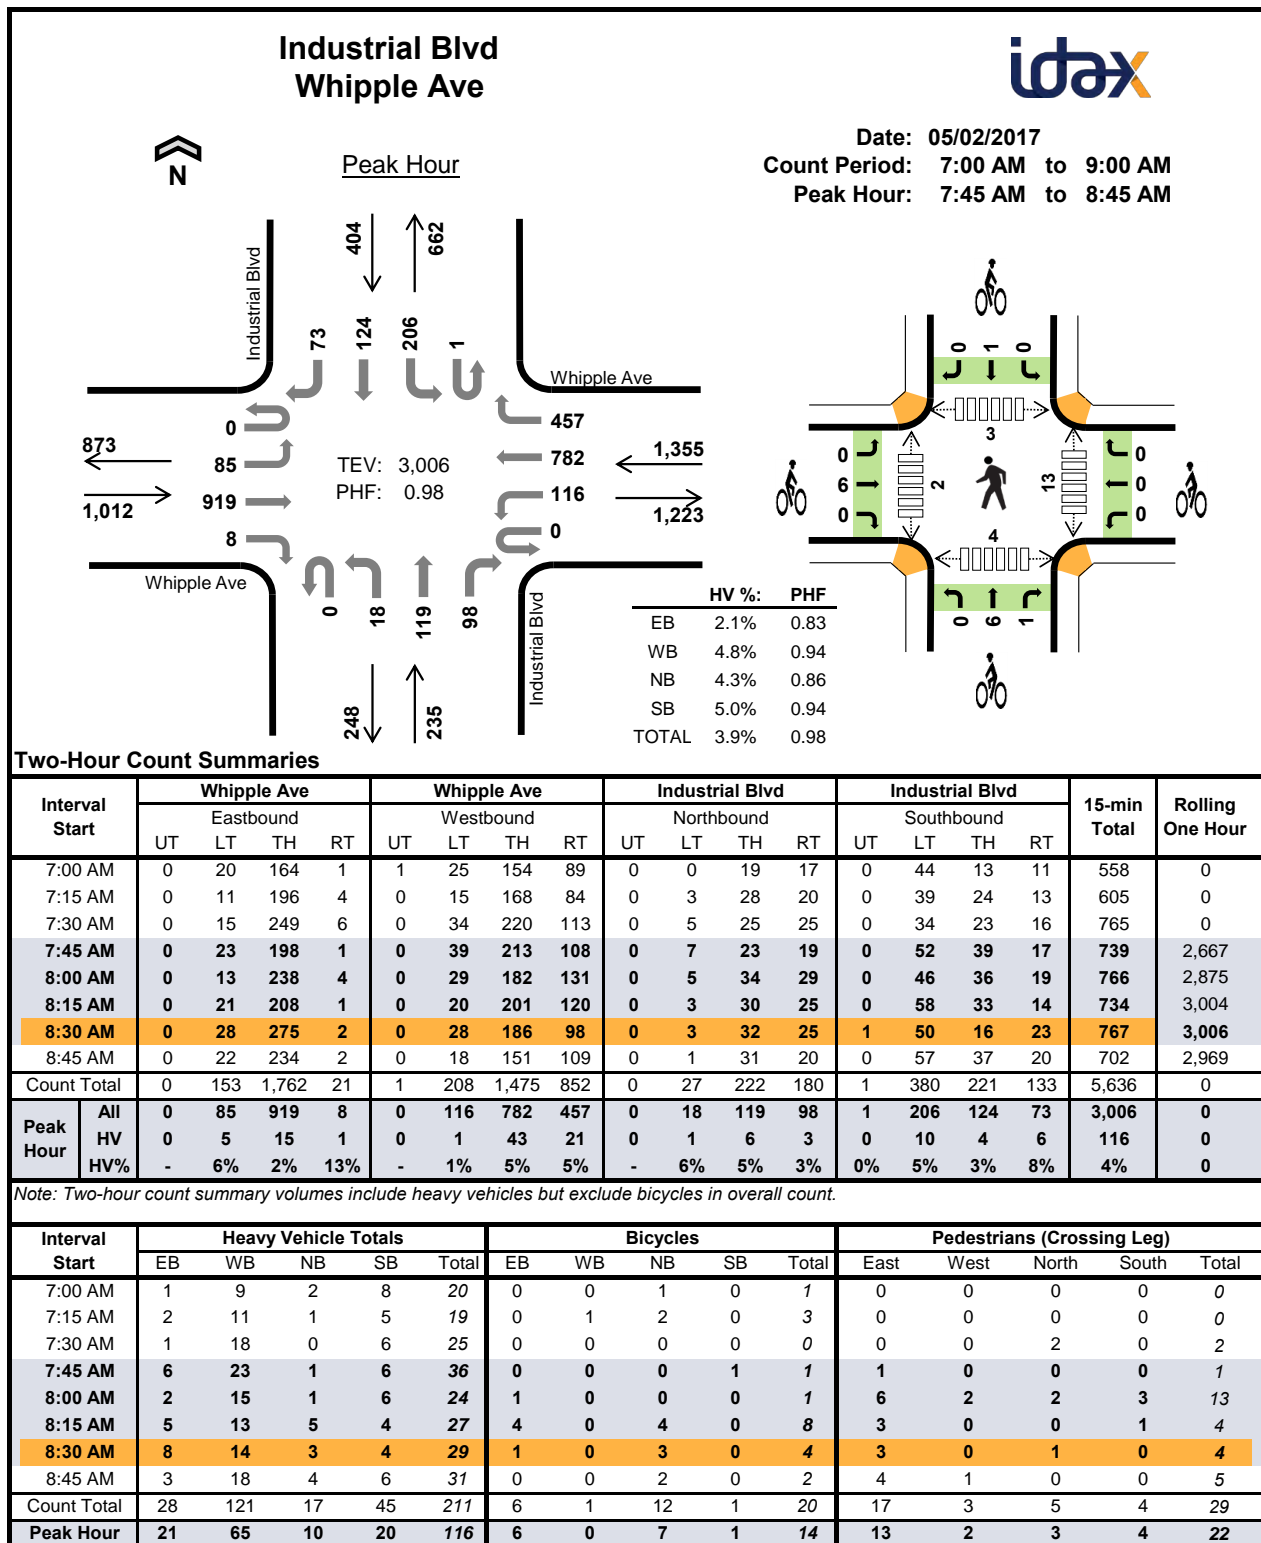 Industrial Blvd
Whipple Ave
idax
Date: 05/02/2017
Count Period: 7:00 AM to 9:00 AM
Peak Hour: 7:45 AM to 8:45 AM
N
Peak Hour
404
662
Industrial Blvd
73
124
206
1
Whipple Ave
0
457
873
85
TEV: 3,006
782
1,355
PHF: 0.98
1,012
919
116
1,223
8
0
Whipple Ave
0
18
119
98
Industrial Blvd
248
235
0 1 0
3
0
6
0
2
13
0
0
0
4
0 6 1
HV %: PHF
EB 2.1% 0.83
WB 4.8% 0.94
NB 4.3% 0.86
SB 5.0% 0.94
TOTAL 3.9% 0.98
Two-Hour Count Summaries
Interval Start Whipple Ave Whipple Ave Industrial Blvd Industrial Blvd 15-min Total Rolling One Hour
Eastbound Westbound Northbound Southbound
UT LT TH RT UT LT TH RT UT LT TH RT UT LT TH RT
7:00 AM 0 20 164 1 1 25 154 89 0 0 19 17 0 44 13 11 558 0
7:15 AM 0 11 196 4 0 15 168 84 0 3 28 20 0 39 24 13 605 0
7:30 AM 0 15 249 6 0 34 220 113 0 5 25 25 0 34 23 16 765 0
7:45 AM 0 23 198 1 0 39 213 108 0 7 23 19 0 52 39 17 739 2,667
8:00 AM 0 13 238 4 0 29 182 131 0 5 34 29 0 46 36 19 766 2,875
8:15 AM 0 21 208 1 0 20 201 120 0 3 30 25 0 58 33 14 734 3,004
8:30 AM 0 28 275 2 0 28 186 98 0 3 32 25 1 50 16 23 767 3,006
8:45 AM 0 22 234 2 0 18 151 109 0 1 31 20 0 57 37 20 702 2,969
Count Total 0 153 1,762 21 1 208 1,475 852 0 27 222 180 1 380 221 133 5,636 0
Peak Hour All 0 85 919 8 0 116 782 457 0 18 119 98 1 206 124 73 3,006 0
HV 0 5 15 1 0 1 43 21 0 1 6 3 0 10 4 6 116 0
HV% - 6% 2% 13% - 1% 5% 5% - 6% 5% 3% 0% 5% 3% 8% 4% 0
Note: Two-hour count summary volumes include heavy vehicles but exclude bicycles in overall count.
Interval Start Heavy Vehicle Totals Bicycles Pedestrians (Crossing Leg)
EB WB NB SB Total EB WB NB SB Total East West North South Total
7:00 AM 1 9 2 8 20 0 0 1 0 1 0 0 0 0 0
7:15 AM 2 11 1 5 19 0 1 2 0 3 0 0 0 0 0
7:30 AM 1 18 0 6 25 0 0 0 0 0 0 0 2 0 2
7:45 AM 6 23 1 6 36 0 0 0 1 1 1 0 0 0 1
8:00 AM 2 15 1 6 24 1 0 0 0 1 6 2 2 3 13
8:15 AM 5 13 5 4 27 4 0 4 0 8 3 0 0 1 4
8:30 AM 8 14 3 4 29 1 0 3 0 4 3 0 1 0 4
8:45 AM 3 18 4 6 31 0 0 2 0 2 4 1 0 0 5
Count Total 28 121 17 45 211 6 1 12 1 20 17 3 5 4 29
Peak Hour 21 65 10 20 116 6 0 7 1 14 13 2 3 4 22